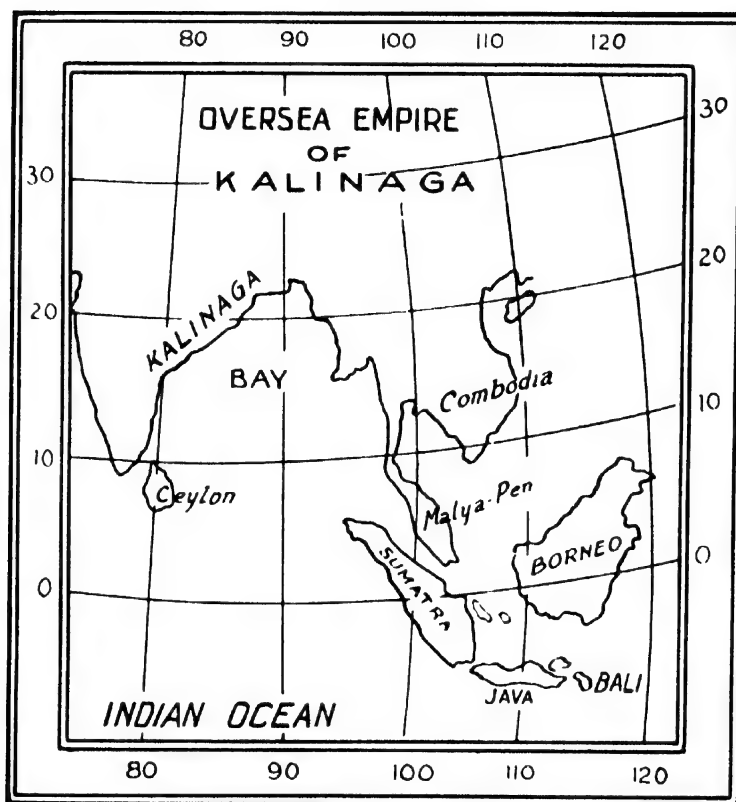 80 90 100 110 120
OVERSEA EMPIRE
OF
KALINAGA
30
30
20
20
KALINAGA
BAY
Combodia
10
10
Ceylon
Malya-Pen
SUMATRA
BORNEO
0
0
JAVA
BALI
INDIAN OCEAN
80 90 100 110 120